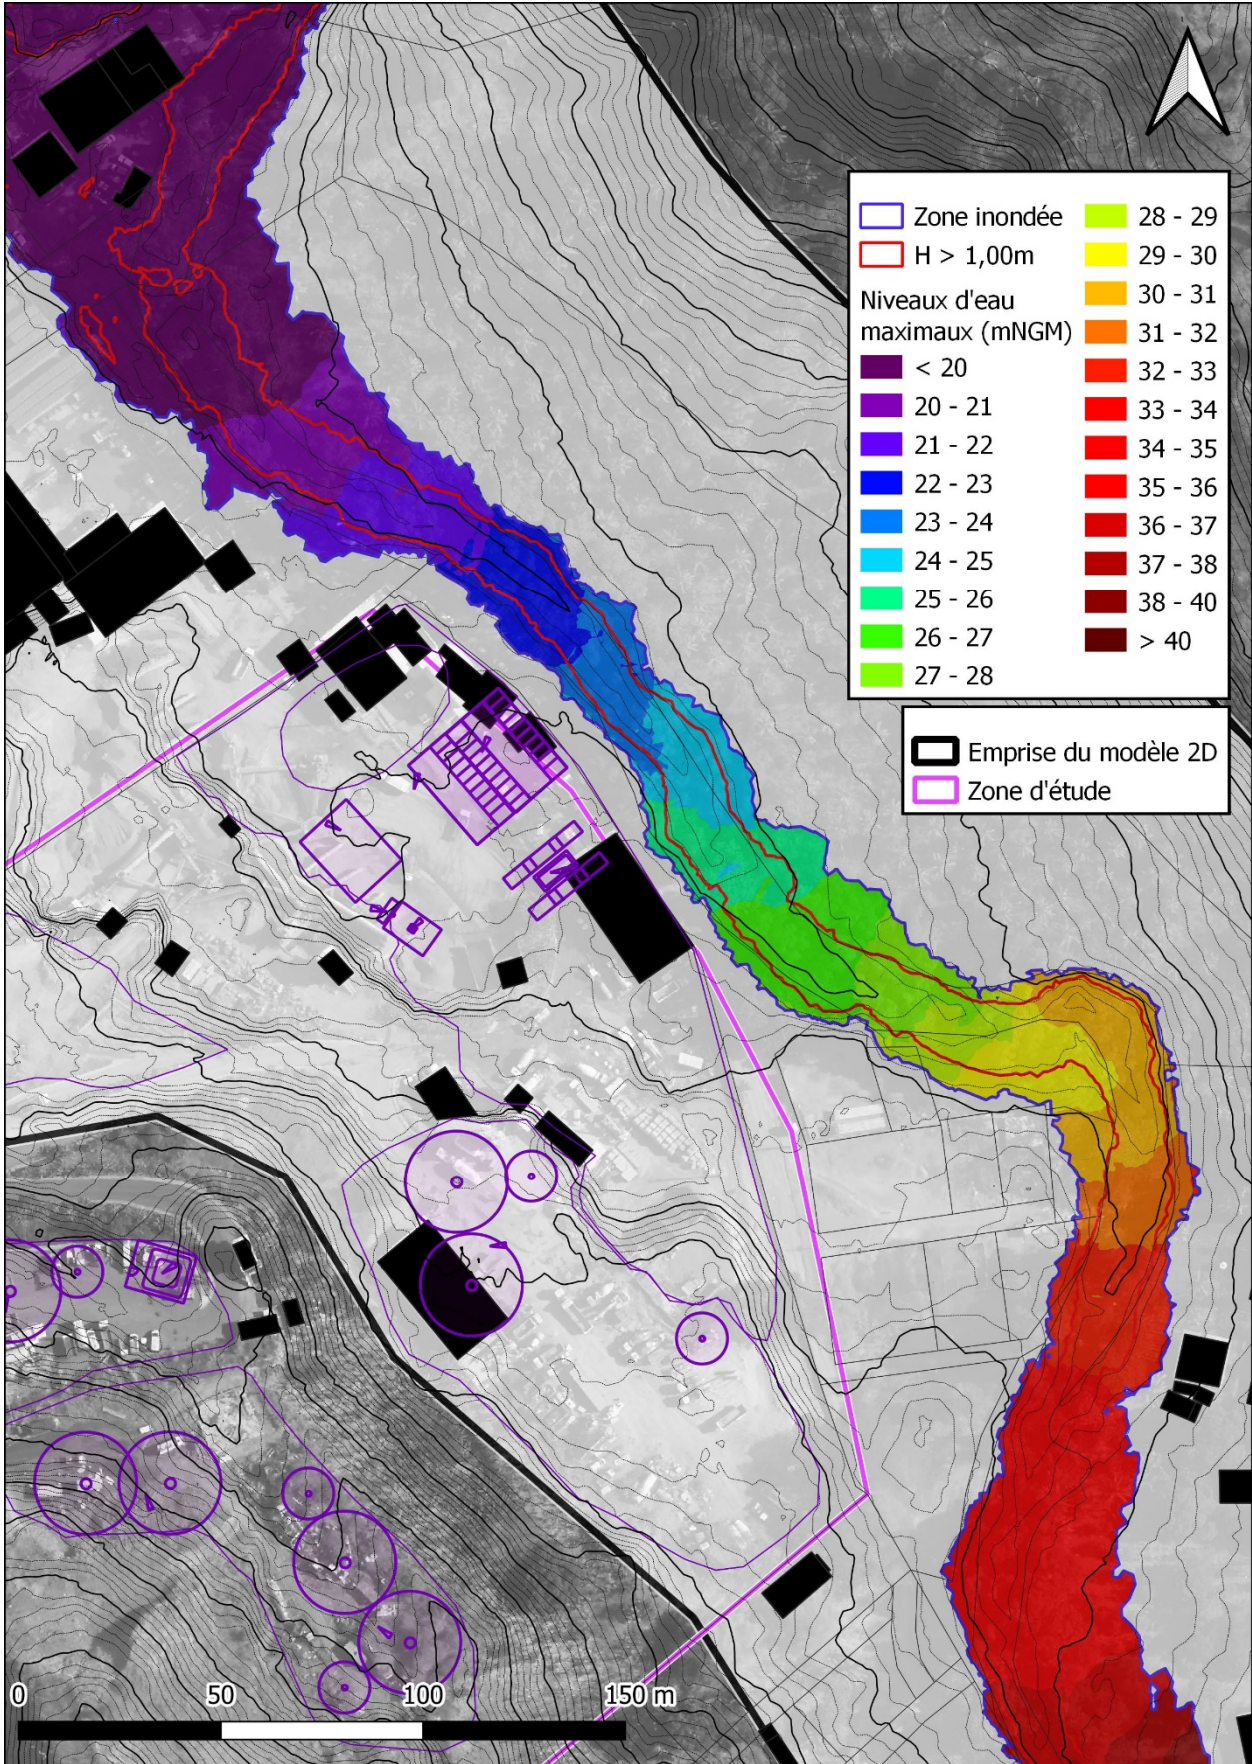 Zone inondée
H > 1,00m
Niveaux d'eau
maximaux (mNGM)
< 20
20 - 21
21 - 22
22 - 23
23 - 24
24 - 25
25 - 26
26 - 27
27 - 28
28 - 29
29 - 30
30 - 31
31 - 32
32 - 33
33 - 34
34 - 35
35 - 36
36 - 37
37 - 38
38 - 40
> 40
Emprise du modèle 2D
Zone d'étude
0 50 100 150 m